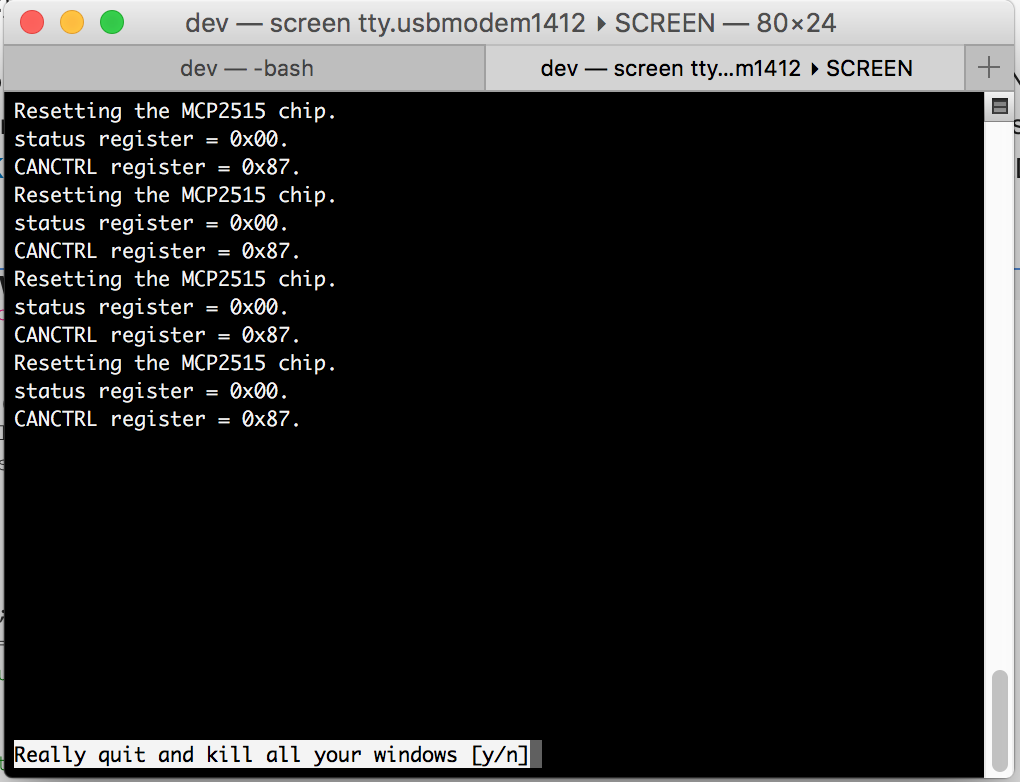 dev — screen tty.usbmodem1412 ▸ SCREEN — 80×24
dev — -bash
dev — screen tty...m1412 ▸ SCREEN
Resetting the MCP2515 chip.
status register = 0x00.
CANCTRL register = 0x87.
Resetting the MCP2515 chip.
status register = 0x00.
CANCTRL register = 0x87.
Resetting the MCP2515 chip.
status register = 0x00.
CANCTRL register = 0x87.
Resetting the MCP2515 chip.
status register = 0x00.
CANCTRL register = 0x87.
Really quit and kill all your windows [y/n]